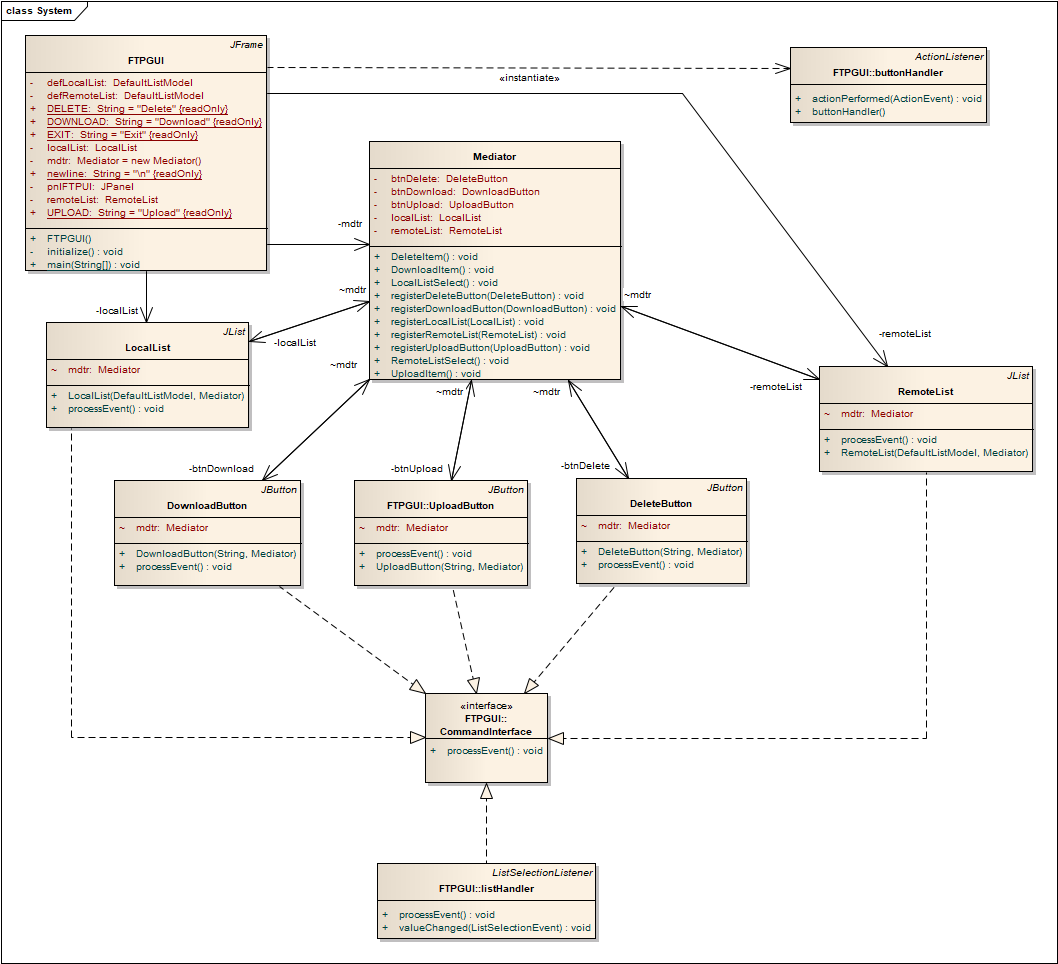 class System
JFrame
FTPGUI
- defLocalList: DefaultListModel
- defRemoteList: DefaultListModel
+ DELETE: String = "Delete" {readOnly}
+ DOWNLOAD: String = "Download" {readOnly}
+ EXIT: String = "Exit" {readOnly}
- localList: LocalList
- mdtr: Mediator = new Mediator()
+ newline: String = "\n" {readOnly}
- pnlFTPUI: JPanel
- remoteList: RemoteList
+ UPLOAD: String = "Upload" {readOnly}
+ FTPGUI()
- initialize() : void
+ main(String[]) : void
«instantiate»
ActionListener
FTPGUI::buttonHandler
+ actionPerformed(ActionEvent) : void
+ buttonHandler()
Mediator
- btnDelete: DeleteButton
- btnDownload: DownloadButton
- btnUpload: UploadButton
- localList: LocalList
- remoteList: RemoteList
+ DeleteItem() : void
+ DownloadItem() : void
+ LocalListSelect() : void
+ registerDeleteButton(DeleteButton) : void
+ registerDownloadButton(DownloadButton) : void
+ registerLocalList(LocalList) : void
+ registerRemoteList(RemoteList) : void
+ registerUploadButton(UploadButton) : void
+ RemoteListSelect() : void
+ UploadItem() : void
-mdtr
~mdtr
~mdtr
-localList
-localList
~mdtr
-remoteList
-remoteList
~mdtr
~mdtr
JList
LocalList
~ mdtr: Mediator
+ LocalList(DefaultListModel, Mediator)
+ processEvent() : void
JList
RemoteList
~ mdtr: Mediator
+ processEvent() : void
+ RemoteList(DefaultListModel, Mediator)
-btnDownload
-btnUpload
-btnDelete
JButton
DownloadButton
~ mdtr: Mediator
+ DownloadButton(String, Mediator)
+ processEvent() : void
JButton
FTPGUI::UploadButton
~ mdtr: Mediator
+ processEvent() : void
+ UploadButton(String, Mediator)
JButton
DeleteButton
~ mdtr: Mediator
+ DeleteButton(String, Mediator)
+ processEvent() : void
«interface»
FTPGUI::
CommandInterface
+ processEvent() : void
ListSelectionListener
FTPGUI::listHandler
+ processEvent() : void
+ valueChanged(ListSelectionEvent) : void